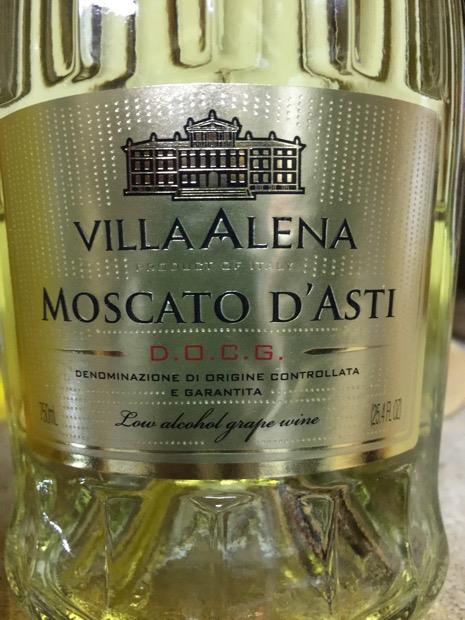 VILLA ALENA
PRODUCT OF ITALY
MOSCATO D'ASTI
D.O.C.G.
DENOMINAZIONE DI ORIGINE CONTROLLATA
E GARANTITA
750mL (25.4 FL OZ)
Low alcohol grape wine